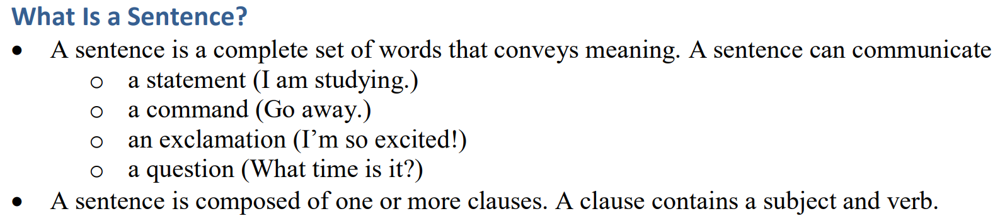 What Is a Sentence?
• A sentence is a complete set of words that conveys meaning. A sentence can communicate
o a statement (I am studying.)
o a command (Go away.)
o an exclamation (I’m so excited!)
o a question (What time is it?)
• A sentence is composed of one or more clauses. A clause contains a subject and verb.